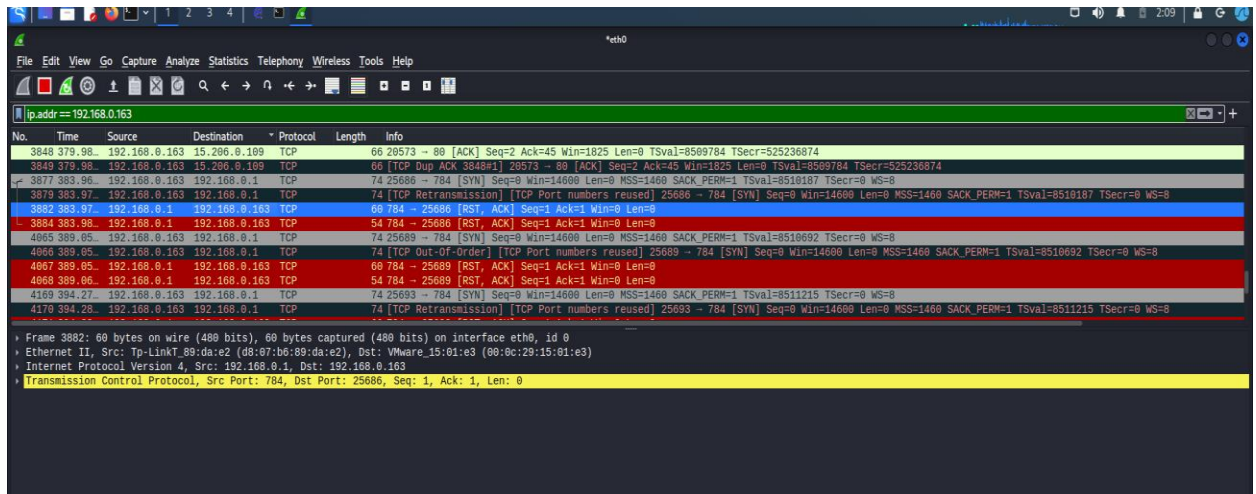 1 2 3 4 2:09
*eth0
File Edit View Go Capture Analyze Statistics Telephony Wireless Tools Help
ip.addr == 192.168.0.163
No. Time Source Destination Protocol Length Info
3848 379.98… 192.168.0.163 15.206.0.109 TCP 66 20573 → 80 [ACK] Seq=2 Ack=45 Win=1825 Len=0 TSval=8509784 TSecr=525236874
3849 379.98… 192.168.0.163 15.206.0.109 TCP 66 [TCP Dup ACK 3848#1] 20573 → 80 [ACK] Seq=2 Ack=45 Win=1825 Len=0 TSval=8509784 TSecr=525236874
3877 383.96… 192.168.0.163 192.168.0.1 TCP 74 25686 → 784 [SYN] Seq=0 Win=14600 Len=0 MSS=1460 SACK_PERM=1 TSval=8510187 TSecr=0 WS=8
3879 383.97… 192.168.0.163 192.168.0.1 TCP 74 [TCP Retransmission] [TCP Port numbers reused] 25686 → 784 [SYN] Seq=0 Win=14600 Len=0 MSS=1460 SACK_PERM=1 TSval=8510187 TSecr=0 WS=8
3882 383.97… 192.168.0.1 192.168.0.163 TCP 60 784 → 25686 [RST, ACK] Seq=1 Ack=1 Win=0 Len=0
3884 383.98… 192.168.0.1 192.168.0.163 TCP 54 784 → 25686 [RST, ACK] Seq=1 Ack=1 Win=0 Len=0
4065 389.05… 192.168.0.163 192.168.0.1 TCP 74 25689 → 784 [SYN] Seq=0 Win=14600 Len=0 MSS=1460 SACK_PERM=1 TSval=8510692 TSecr=0 WS=8
4066 389.05… 192.168.0.163 192.168.0.1 TCP 74 [TCP Out-Of-Order] [TCP Port numbers reused] 25689 → 784 [SYN] Seq=0 Win=14600 Len=0 MSS=1460 SACK_PERM=1 TSval=8510692 TSecr=0 WS=8
4067 389.05… 192.168.0.1 192.168.0.163 TCP 60 784 → 25689 [RST, ACK] Seq=1 Ack=1 Win=0 Len=0
4068 389.06… 192.168.0.1 192.168.0.163 TCP 54 784 → 25689 [RST, ACK] Seq=1 Ack=1 Win=0 Len=0
4169 394.27… 192.168.0.163 192.168.0.1 TCP 74 25693 → 784 [SYN] Seq=0 Win=14600 Len=0 MSS=1460 SACK_PERM=1 TSval=8511215 TSecr=0 WS=8
4170 394.28… 192.168.0.163 192.168.0.1 TCP 74 [TCP Retransmission] [TCP Port numbers reused] 25693 → 784 [SYN] Seq=0 Win=14600 Len=0 MSS=1460 SACK_PERM=1 TSval=8511215 TSecr=0 WS=8
Frame 3882: 60 bytes on wire (480 bits), 60 bytes captured (480 bits) on interface eth0, id 0
Ethernet II, Src: Tp-LinkT_89:da:e2 (d8:07:b6:89:da:e2), Dst: VMware_15:01:e3 (00:0c:29:15:01:e3)
Internet Protocol Version 4, Src: 192.168.0.1, Dst: 192.168.0.163
Transmission Control Protocol, Src Port: 784, Dst Port: 25686, Seq: 1, Ack: 1, Len: 0